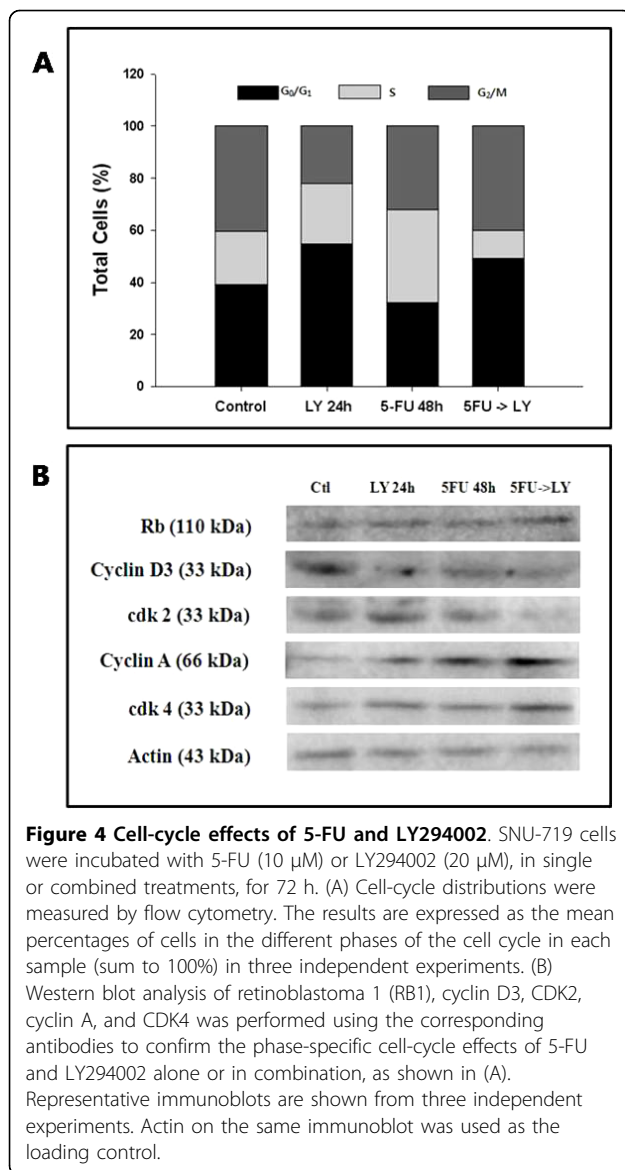 A
120
G₀/G₁ S G₂/M
100
80
60
40
20
0
Total Cells (%)
Control LY 24h 5-FU 48h 5FU -> LY
B
Ctl LY 24h 5FU 48h 5FU->LY
Rb (110 kDa)
Cyclin D3 (33 kDa)
cdk 2 (33 kDa)
Cyclin A (66 kDa)
cdk 4 (33 kDa)
Actin (43 kDa)
Figure 4 Cell-cycle effects of 5-FU and LY294002. SNU-719 cells
were incubated with 5-FU (10 μM) or LY294002 (20 μM), in single
or combined treatments, for 72 h. (A) Cell-cycle distributions were
measured by flow cytometry. The results are expressed as the mean
percentages of cells in the different phases of the cell cycle in each
sample (sum to 100%) in three independent experiments. (B)
Western blot analysis of retinoblastoma 1 (RB1), cyclin D3, CDK2,
cyclin A, and CDK4 was performed using the corresponding
antibodies to confirm the phase-specific cell-cycle effects of 5-FU
and LY294002 alone or in combination, as shown in (A).
Representative immunoblots are shown from three independent
experiments. Actin on the same immunoblot was used as the
loading control.